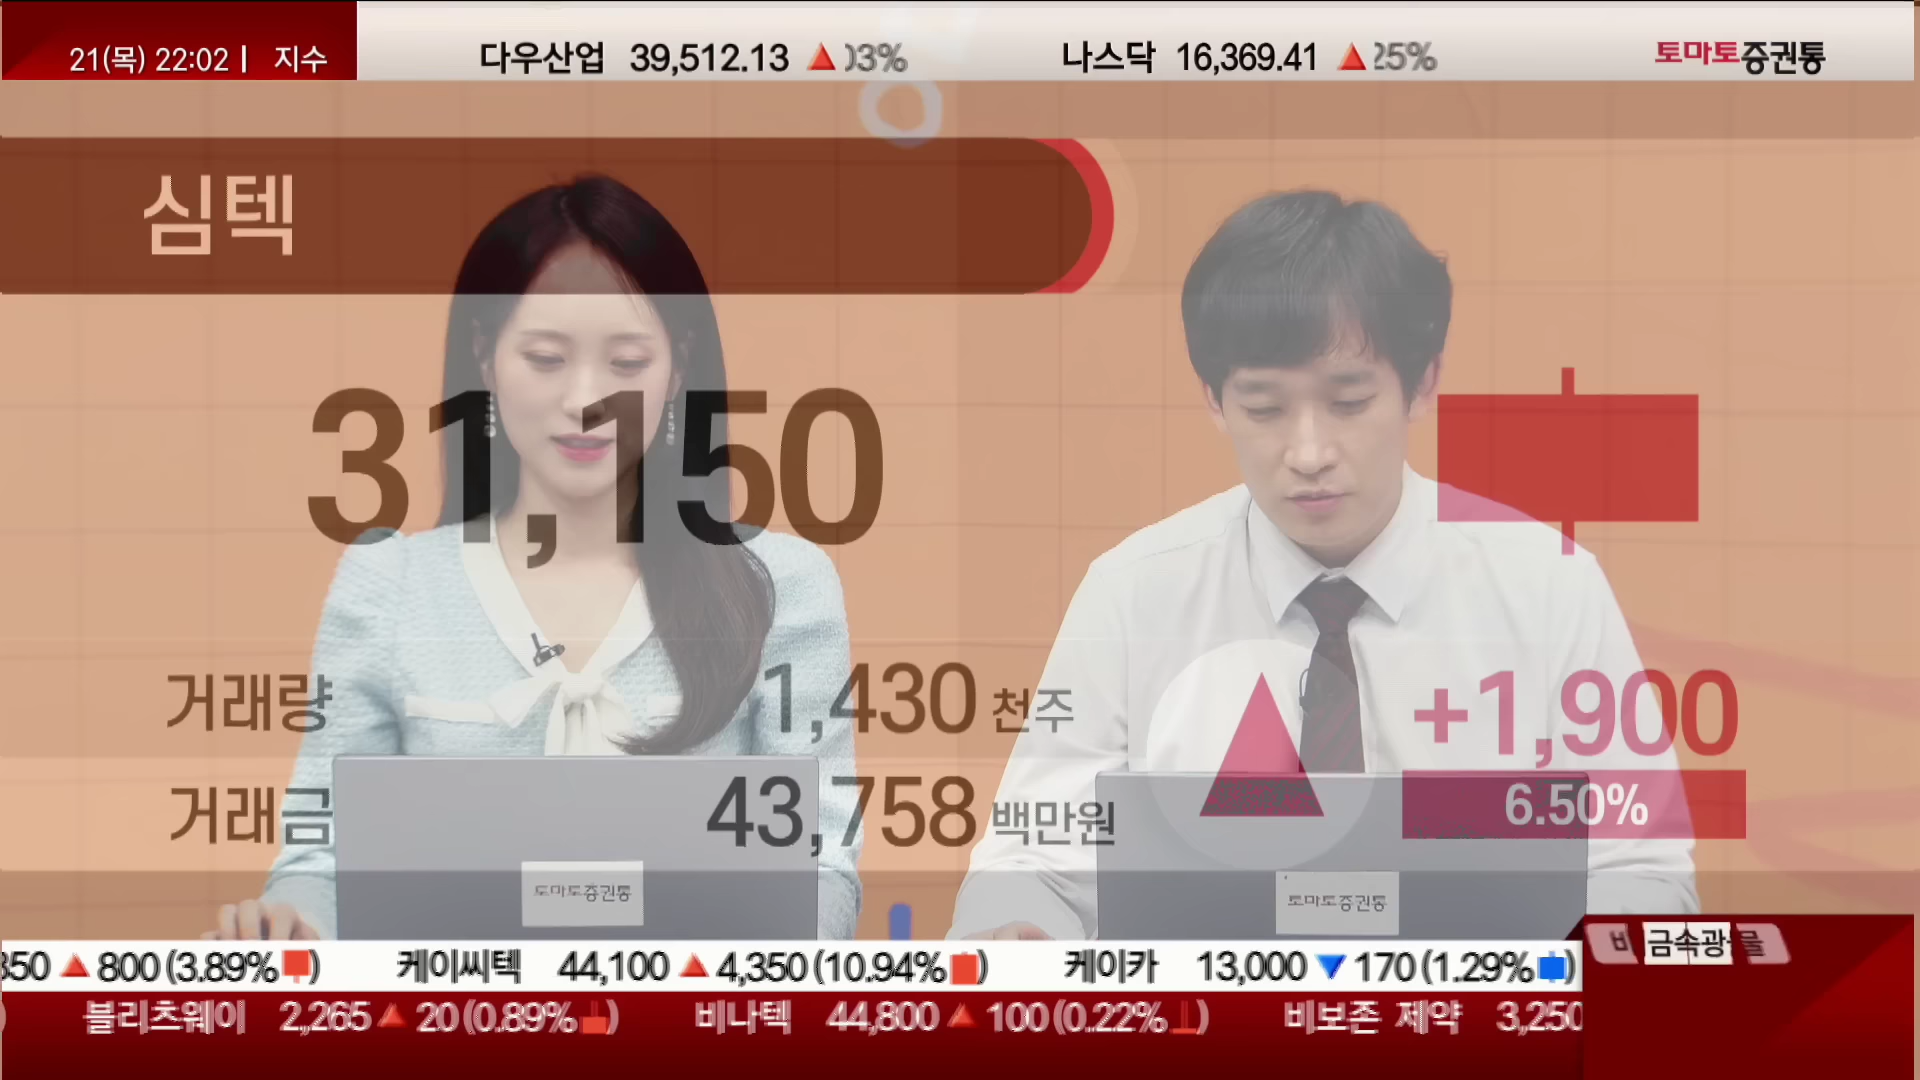 21(목) 22:02 | 지수 다우산업 39,512.13 ▲ 나스닥 16,369.41 ▲ 토마토증권통
심텍
31,150
거래량 1,430 천주 +1,900
거래금 43,758 백만원 6.50%
토마토증권통 토마토증권통
금속광물
▲ 800 (3.89% ) 케이씨텍 44,100 ▲ 4,350 (10.94% ) 케이카 13,000 ▼ 170 (1.29% )
블리츠웨이 2,265 ▲ 20 (0.89% ) 비나텍 44,800 ▲ 100 (0.22% ) 비보존 제약 3,250